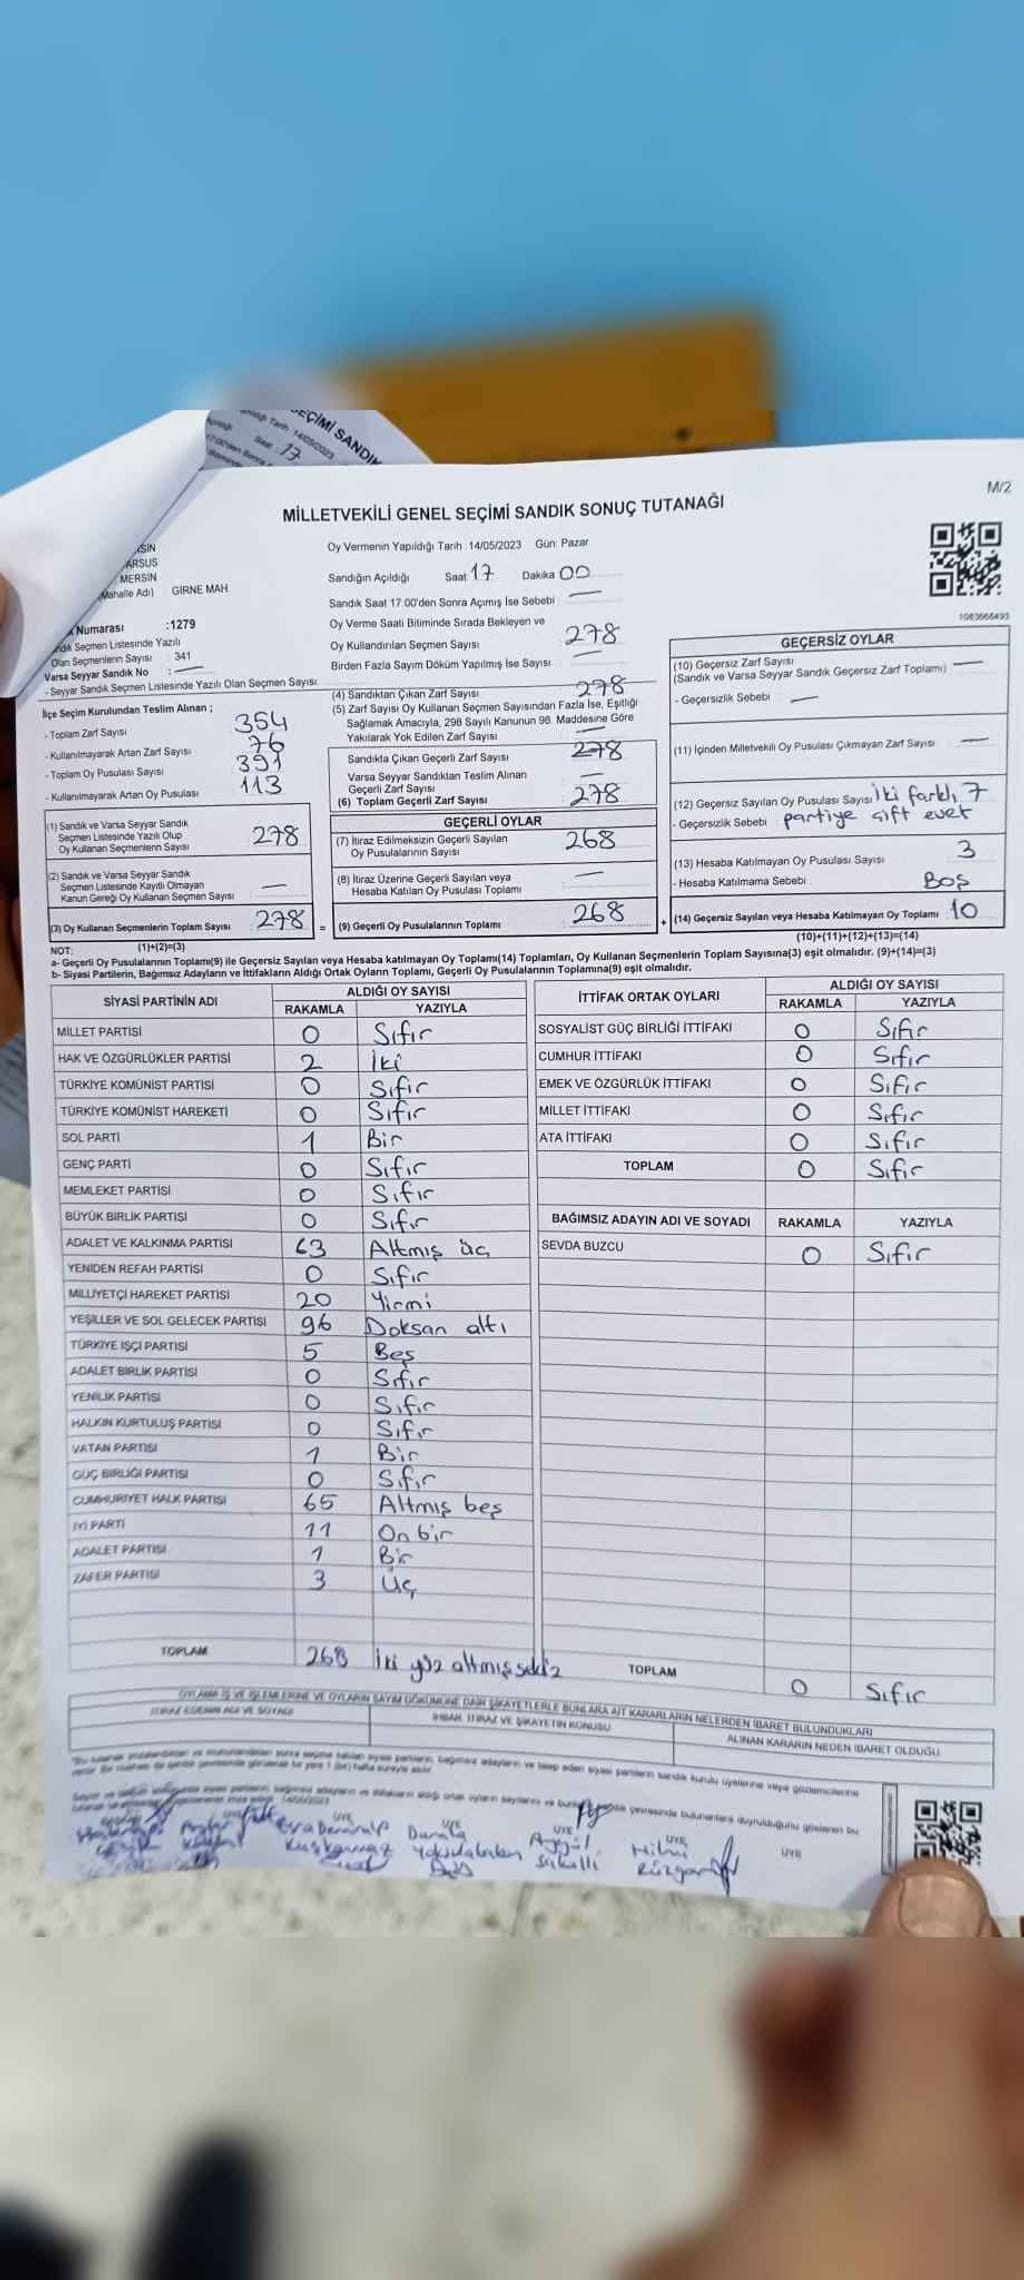 EÇİMİ SANDIK
Tarih : 14/05/2023
Saat : 17
M/2
MİLLETVEKİLİ GENEL SEÇİMİ SANDIK SONUÇ TUTANAĞI
Oy Vermenin Yapıldığı Tarih :14/05/2023 Gün: Pazar
MERSİN
Mahalle Adı) GİRNE MAH
Sandığın Açıldığı Saat 17 Dakika 00
Sandık Saat 17:00'den Sonra Açımış İse Sebebi —
1083668493
Numarası :1279
Seçmen Listesinde Yazılı
Olan Seçmenlerin Sayısı : 341
Varsa Seyyar Sandık No : —
- Seyyar Sandık Seçmen Listesinde Yazılı Olan Seçmen Sayısı:
Oy Verme Saati Bitiminde Sırada Bekleyen ve
Oy Kullandırılan Seçmen Sayısı 278
Birden Fazla Sayım Döküm Yapılmış İse Sayısı —
İlçe Seçim Kurulundan Teslim Alınan ;
- Toplam Zarf Sayısı 354
- Kullanılmayarak Artan Zarf Sayısı 76
- Toplam Oy Pusulası Sayısı 391
- Kullanılmayarak Artan Oy Pusulası 113
(1) Sandık ve Varsa Seyyar Sandık
Seçmen Listesinde Yazılı Olup
Oy Kullanan Seçmenlerin Sayısı 278
(2) Sandık ve Varsa Seyyar Sandık
Seçmen Listesinde Kayıtlı Olmayan
Kanun Gereği Oy Kullanan Seçmen Sayısı —
(3) Oy Kullanan Seçmenlerin Toplam Sayısı 278 =
(1)+(2)=(3)
(4) Sandıktan Çıkan Zarf Sayısı 278
(5) Zarf Sayısı Oy Kullanan Seçmen Sayısından Fazla İse, Eşitliği
Sağlamak Amacıyla, 298 Sayılı Kanunun 98. Maddesine Göre
Yakılarak Yok Edilen Zarf Sayısı —
Sandıkta Çıkan Geçerli Zarf Sayısı 278
Varsa Seyyar Sandıktan Teslim Alınan
Geçerli Zarf Sayısı —
(6) Toplam Geçerli Zarf Sayısı 278
GEÇERLİ OYLAR
(7) İtiraz Edilmeksizin Geçerli Sayılan
Oy Pusulalarının Sayısı 268
(8) İtiraz Üzerine Geçerli Sayılan veya
Hesaba Katılan Oy Pusulası Toplamı —
(9) Geçerli Oy Pusulalarının Toplamı 268 +
GEÇERSİZ OYLAR
(10) Geçersiz Zarf Sayısı —
(Sandık ve Varsa Seyyar Sandık Geçersiz Zarf Toplamı)
- Geçersizlik Sebebi : —
(11) İçinden Milletvekili Oy Pusulası Çıkmayan Zarf Sayısı —
(12) Geçersiz Sayılan Oy Pusulası Sayısı iki farklı 7
- Geçersizlik Sebebi : partiye çift evet
(13) Hesaba Katılmayan Oy Pusulası Sayısı 3
- Hesaba Katılmama Sebebi : BOŞ
(14) Geçersiz Sayılan veya Hesaba Katılmayan Oy Toplamı 10
(10)+(11)+(12)+(13)=(14)
NOT:
a- Geçerli Oy Pusulalarının Toplamı(9) ile Geçersiz Sayılan veya Hesaba katılmayan Oy Toplamı(14) Toplamları, Oy Kullanan Seçmenlerin Toplam Sayısına(3) eşit olmalıdır. (9)+(14)=(3)
b- Siyasi Partilerin, Bağımsız Adayların ve İttifakların Aldığı Ortak Oyların Toplamı, Geçerli Oy Pusulalarının Toplamına(9) eşit olmalıdır.
SİYASİ PARTİNİN ADI ALDIĞI OY SAYISI
RAKAMLA YAZIYLA
MİLLET PARTİSİ 0 Sıfır
HAK VE ÖZGÜRLÜKLER PARTİSİ 2 İki
TÜRKİYE KOMÜNİST PARTİSİ 0 Sıfır
TÜRKİYE KOMÜNİST HAREKETİ 0 Sıfır
SOL PARTİ 1 Bir
GENÇ PARTİ 0 Sıfır
MEMLEKET PARTİSİ 0 Sıfır
BÜYÜK BİRLİK PARTİSİ 0 Sıfır
ADALET VE KALKINMA PARTİSİ 63 Altmış üç
YENİDEN REFAH PARTİSİ 0 Sıfır
MİLLİYETÇİ HAREKET PARTİSİ 20 Yirmi
YEŞİLLER VE SOL GELECEK PARTİSİ 96 Doksan altı
TÜRKİYE İŞÇİ PARTİSİ 5 Beş
ADALET BİRLİK PARTİSİ 0 Sıfır
YENİLİK PARTİSİ 0 Sıfır
HALKIN KURTULUŞ PARTİSİ 0 Sıfır
VATAN PARTİSİ 1 Bir
GÜÇ BİRLİĞİ PARTİSİ 0 Sıfır
CUMHURİYET HALK PARTİSİ 65 Altmış beş
İYİ PARTİ 11 On bir
ADALET PARTİSİ 1 Bir
ZAFER PARTİSİ 3 Üç
TOPLAM 268 İki yüz altmış sekiz
İTTİFAK ORTAK OYLARI ALDIĞI OY SAYISI
RAKAMLA YAZIYLA
SOSYALİST GÜÇ BİRLİĞİ İTTİFAKI 0 Sıfır
CUMHUR İTTİFAKI 0 Sıfır
EMEK VE ÖZGÜRLÜK İTTİFAKI 0 Sıfır
MİLLET İTTİFAKI 0 Sıfır
ATA İTTİFAKI 0 Sıfır
TOPLAM 0 Sıfır
BAĞIMSIZ ADAYIN ADI VE SOYADI RAKAMLA YAZIYLA
SEVDA BUZCU 0 Sıfır
TOPLAM 0 Sıfır
OYLAMA İŞ VE İŞLEMLERİNE VE OYLARIN SAYIM DÖKÜMÜNE DAİR ŞİKAYETLERLE BUNLARA AİT KARARLARIN NELERDEN İBARET BULUNDUKLARI
İTİRAZ EDENİN ADI VE SOYADI İHBAR, İTİRAZ VE ŞİKAYETİN KONUSU ALINAN KARARIN NEDEN İBARET OLDUĞU
ÜYE ÜYE ÜYE ÜYE ÜYE
Hilmi
Rüzgar